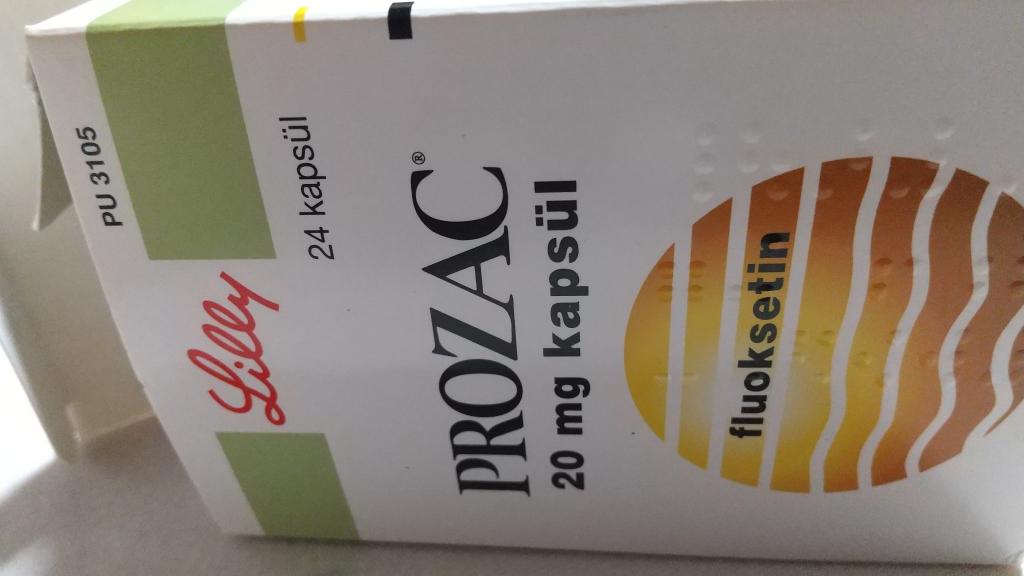 PU 3105
Lilly
24 kapsül
PROZAC®
20 mg kapsül
fluoksetin